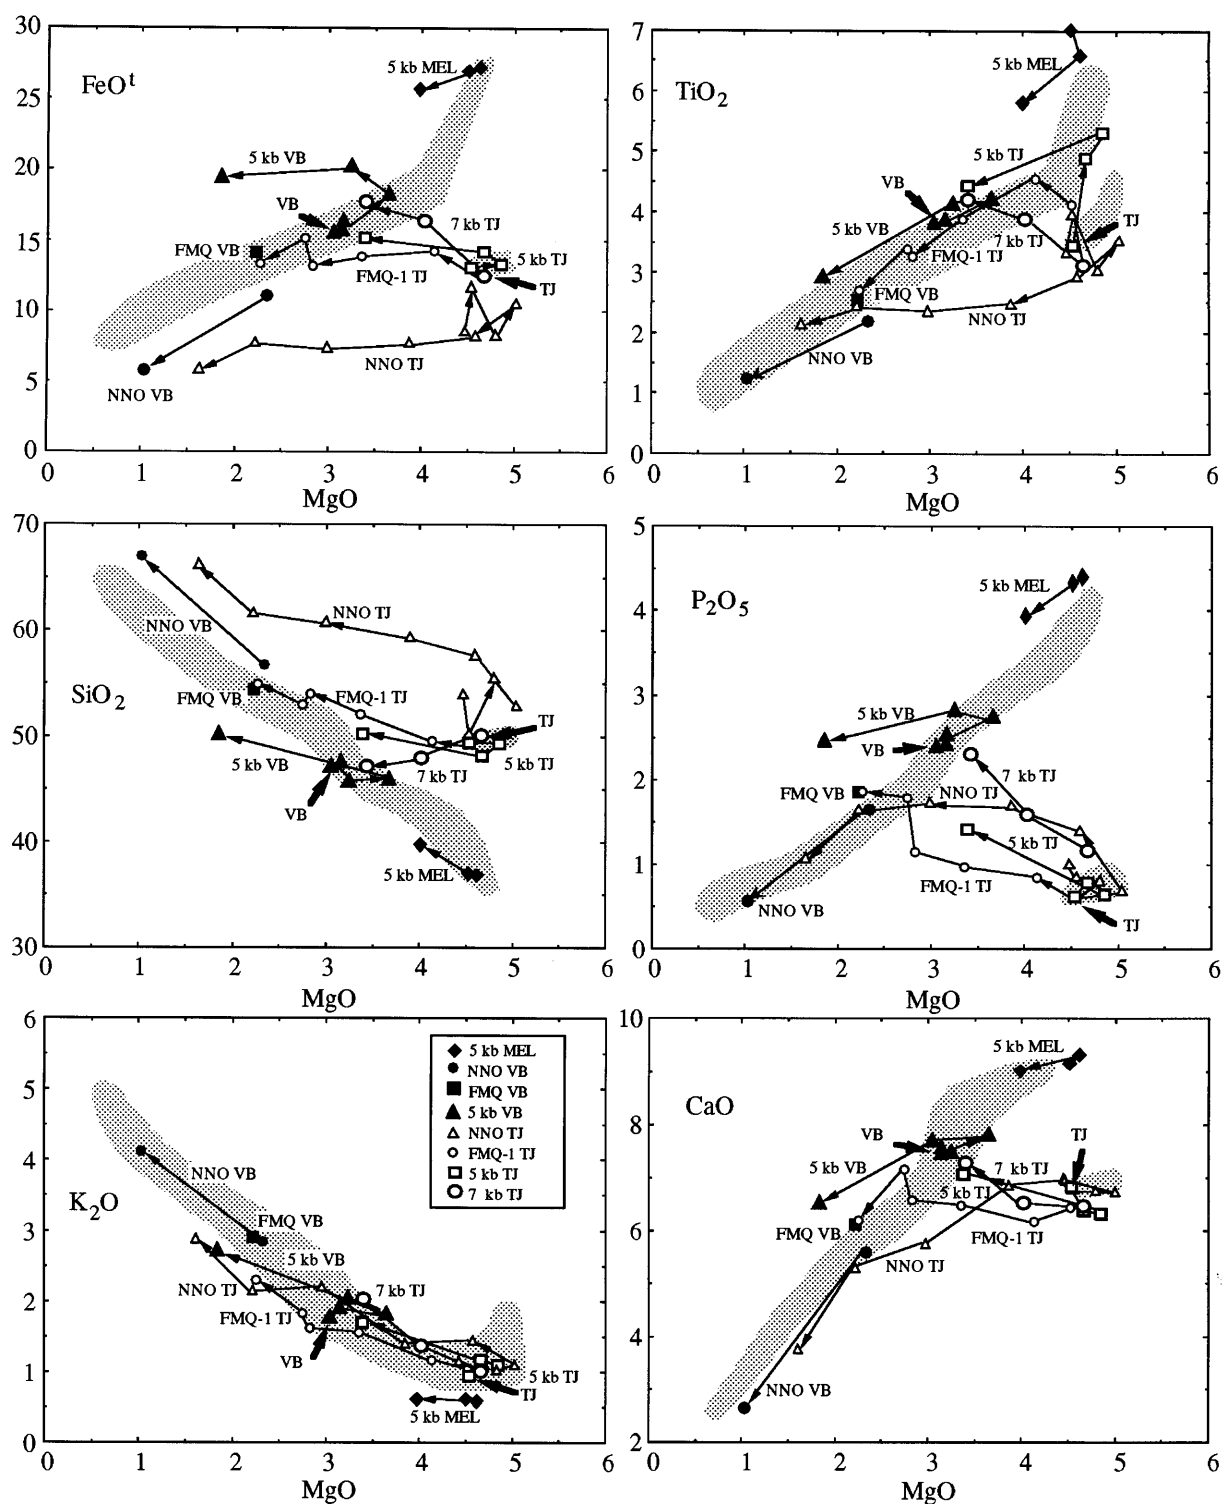 30
25
20
15
10
5
0
FeOᵗ
5 kb MEL
5 kb VB
VB
7 kb TJ
FMQ VB
FMQ-1 TJ
5 kb TJ
TJ
NNO TJ
NNO VB
0 1 2 3 4 5 6
MgO
7
6
5
4
3
2
1
0
TiO₂
5 kb MEL
5 kb TJ
VB
TJ
5 kb VB
7 kb TJ
FMQ-1 TJ
FMQ VB
NNO TJ
NNO VB
0 1 2 3 4 5 6
MgO
70
60
50
40
30
SiO₂
NNO TJ
NNO VB
FMQ VB
FMQ-1 TJ
TJ
5 kb VB
7 kb TJ
5 kb TJ
VB
5 kb MEL
0 1 2 3 4 5 6
MgO
5
4
3
2
1
0
P₂O₅
5 kb MEL
5 kb VB
VB
7 kb TJ
FMQ VB
NNO TJ
5 kb TJ
FMQ-1 TJ
NNO VB
TJ
0 1 2 3 4 5 6
MgO
6
5
4
3
2
1
0
K₂O
5 kb MEL
NNO VB
FMQ VB
5 kb VB
NNO TJ
FMQ-1 TJ
5 kb TJ
7 kb TJ
NNO VB
FMQ VB
5 kb VB
NNO TJ
7 kb TJ
FMQ-1 TJ
VB
5 kb TJ
TJ
5 kb MEL
0 1 2 3 4 5 6
MgO
10
8
6
4
2
CaO
5 kb MEL
VB
TJ
5 kb VB
7 kb TJ
5 kb TJ
FMQ VB
FMQ-1 TJ
NNO TJ
NNO VB
0 1 2 3 4 5 6
MgO